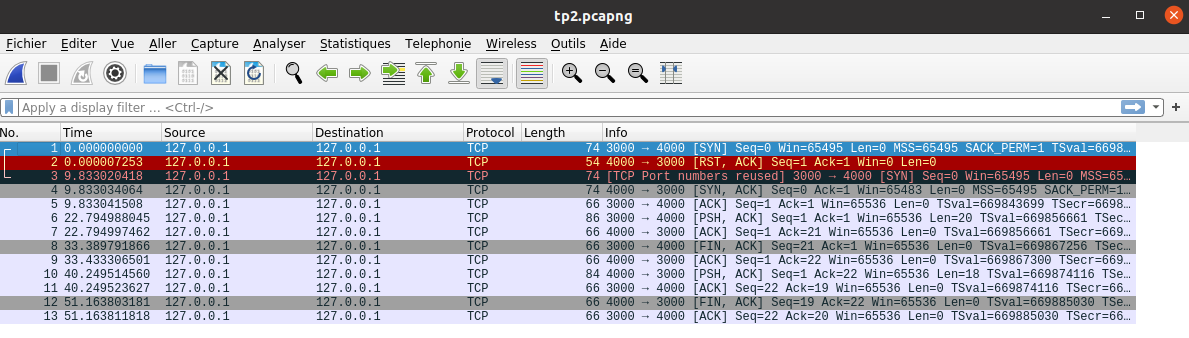 tp2.pcapng
Fichier Editer Vue Aller Capture Analyser Statistiques Telephonie Wireless Outils Aide
Apply a display filter ... <Ctrl-/>
No. Time Source Destination Protocol Length Info
1 0.000000000 127.0.0.1 127.0.0.1 TCP 74 3000 → 4000 [SYN] Seq=0 Win=65495 Len=0 MSS=65495 SACK_PERM=1 TSval=6698…
2 0.000007253 127.0.0.1 127.0.0.1 TCP 54 4000 → 3000 [RST, ACK] Seq=1 Ack=1 Win=0 Len=0
3 9.833020418 127.0.0.1 127.0.0.1 TCP 74 [TCP Port numbers reused] 3000 → 4000 [SYN] Seq=0 Win=65495 Len=0 MSS=65…
4 9.833034064 127.0.0.1 127.0.0.1 TCP 74 4000 → 3000 [SYN, ACK] Seq=0 Ack=1 Win=65483 Len=0 MSS=65495 SACK_PERM=1…
5 9.833041508 127.0.0.1 127.0.0.1 TCP 66 3000 → 4000 [ACK] Seq=1 Ack=1 Win=65536 Len=0 TSval=669843699 TSecr=6698…
6 22.794988045 127.0.0.1 127.0.0.1 TCP 86 3000 → 4000 [PSH, ACK] Seq=1 Ack=1 Win=65536 Len=20 TSval=669856661 TSec…
7 22.794997462 127.0.0.1 127.0.0.1 TCP 66 4000 → 3000 [ACK] Seq=1 Ack=21 Win=65536 Len=0 TSval=669856661 TSecr=669…
8 33.389791866 127.0.0.1 127.0.0.1 TCP 66 3000 → 4000 [FIN, ACK] Seq=21 Ack=1 Win=65536 Len=0 TSval=669867256 TSec…
9 33.433306501 127.0.0.1 127.0.0.1 TCP 66 4000 → 3000 [ACK] Seq=1 Ack=22 Win=65536 Len=0 TSval=669867300 TSecr=669…
10 40.249514560 127.0.0.1 127.0.0.1 TCP 84 4000 → 3000 [PSH, ACK] Seq=1 Ack=22 Win=65536 Len=18 TSval=669874116 TSe…
11 40.249523627 127.0.0.1 127.0.0.1 TCP 66 3000 → 4000 [ACK] Seq=22 Ack=19 Win=65536 Len=0 TSval=669874116 TSecr=66…
12 51.163803181 127.0.0.1 127.0.0.1 TCP 66 4000 → 3000 [FIN, ACK] Seq=19 Ack=22 Win=65536 Len=0 TSval=669885030 TSe…
13 51.163811818 127.0.0.1 127.0.0.1 TCP 66 3000 → 4000 [ACK] Seq=22 Ack=20 Win=65536 Len=0 TSval=669885030 TSecr=66…